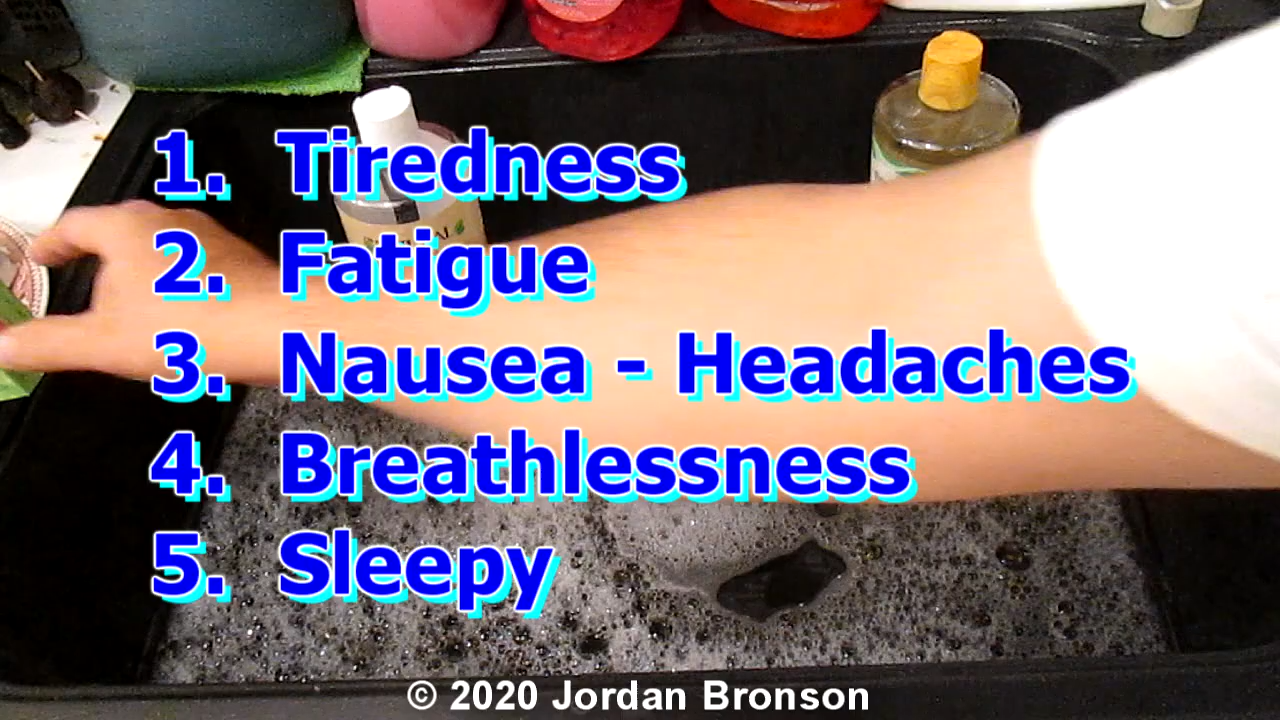 1. Tiredness
2. Fatigue
3. Nausea - Headaches
4. Breathlessness
5. Sleepy
© 2020 Jordan Bronson